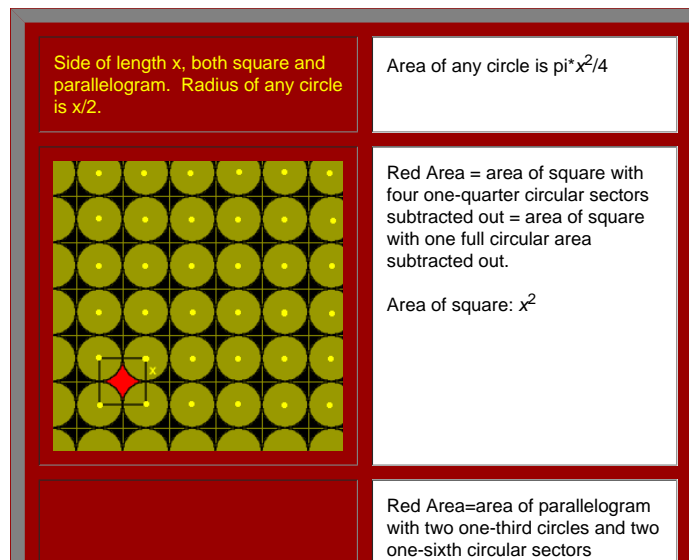 Side of length x, both square and
parallelogram. Radius of any circle
is x/2.
Area of any circle is pi*x²/4
Red Area = area of square with
four one-quarter circular sectors
subtracted out = area of square
with one full circular area
subtracted out.
Area of square: x²
x
Red Area=area of parallelogram
with two one-third circles and two
one-sixth circular sectors